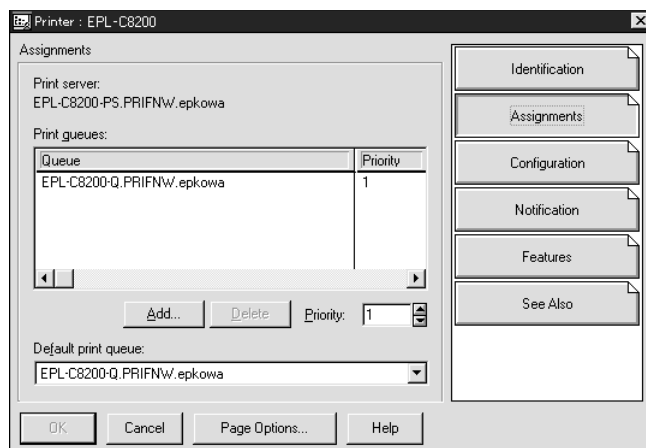 Printer : EPL-C8200
Assignments
Print server:
EPL-C8200-PS.PRIFNW.epkowa
Print queues:
Queue Priority
EPL-C8200-Q.PRIFNW.epkowa 1
Add... Delete Priority: 1
Default print queue:
EPL-C8200-Q.PRIFNW.epkowa
OK Cancel Page Options... Help
Identification
Assignments
Configuration
Notification
Features
See Also